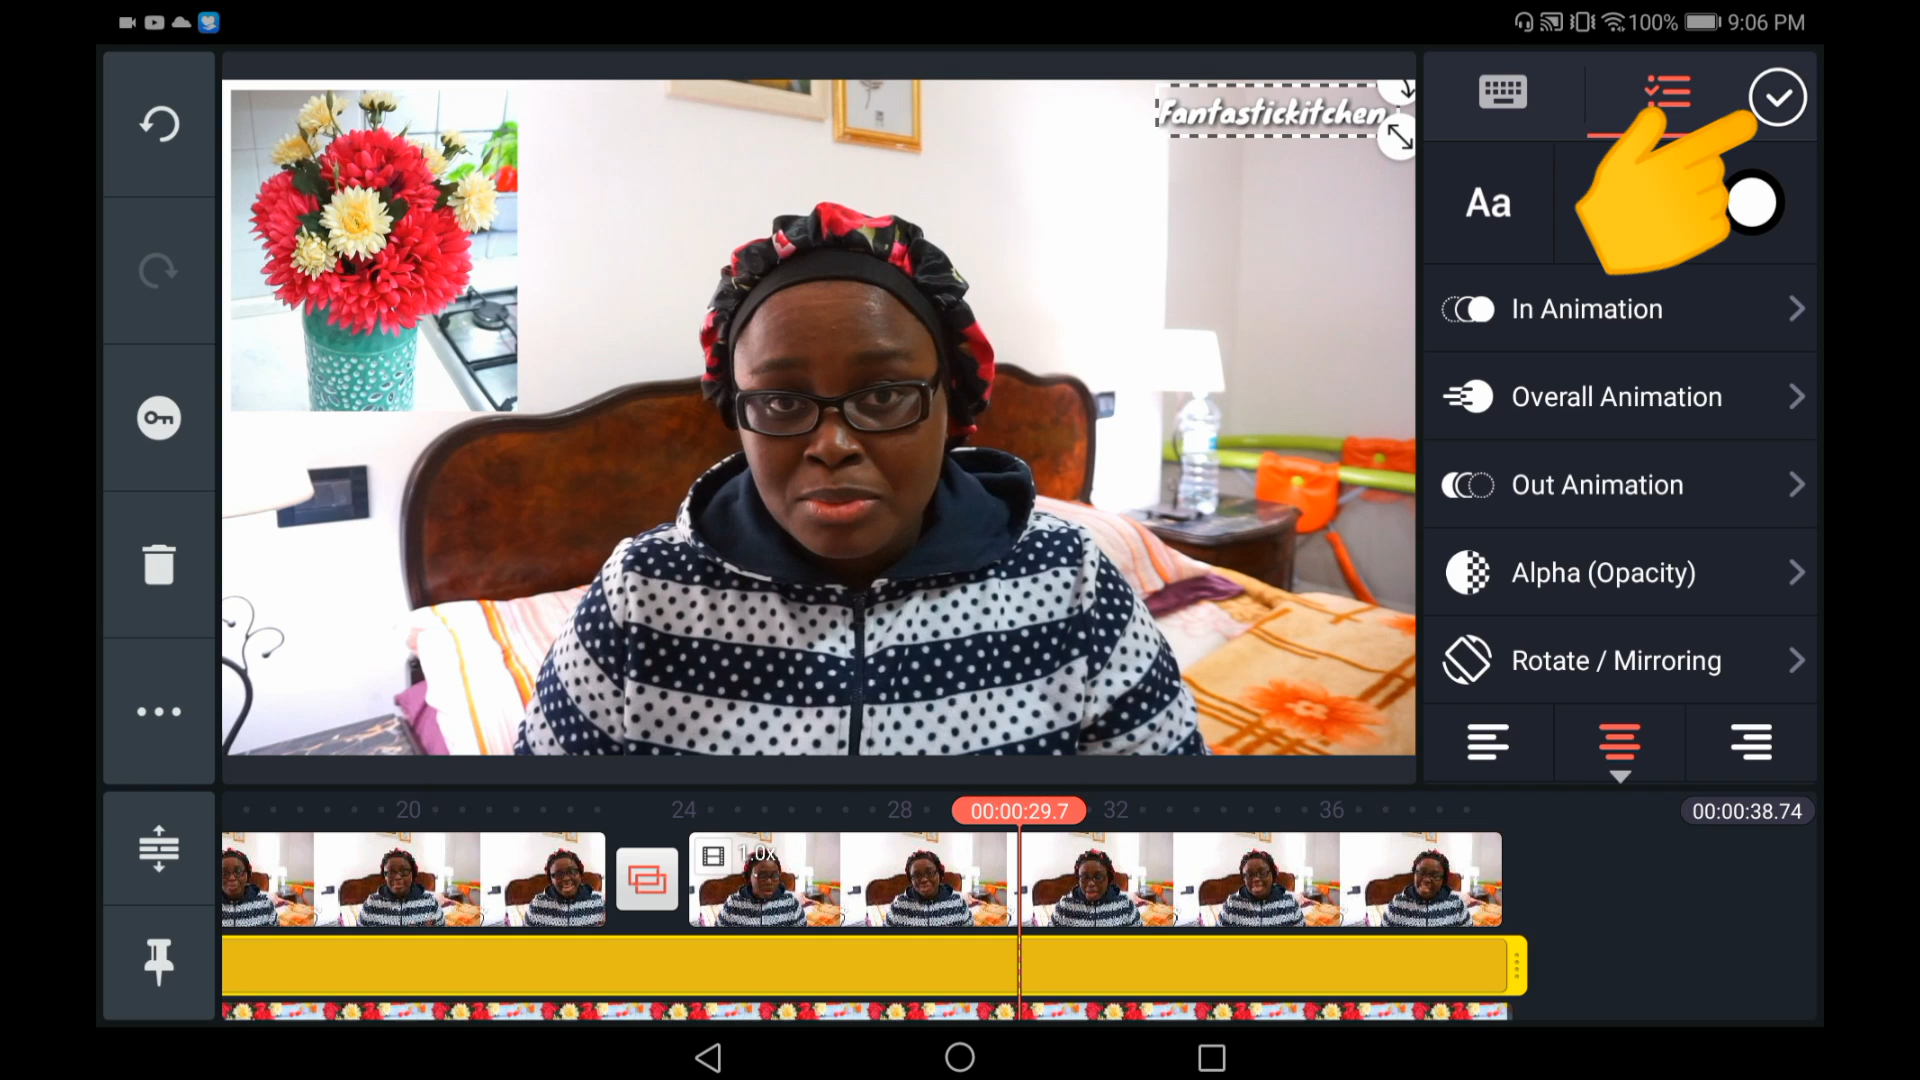 100% 9:06 PM
Fantastickitchen
Aa
In Animation
Overall Animation
Out Animation
Alpha (Opacity)
Rotate / Mirroring
20 24 28 00:00:29.7 32 36 00:00:38.74
1.0x